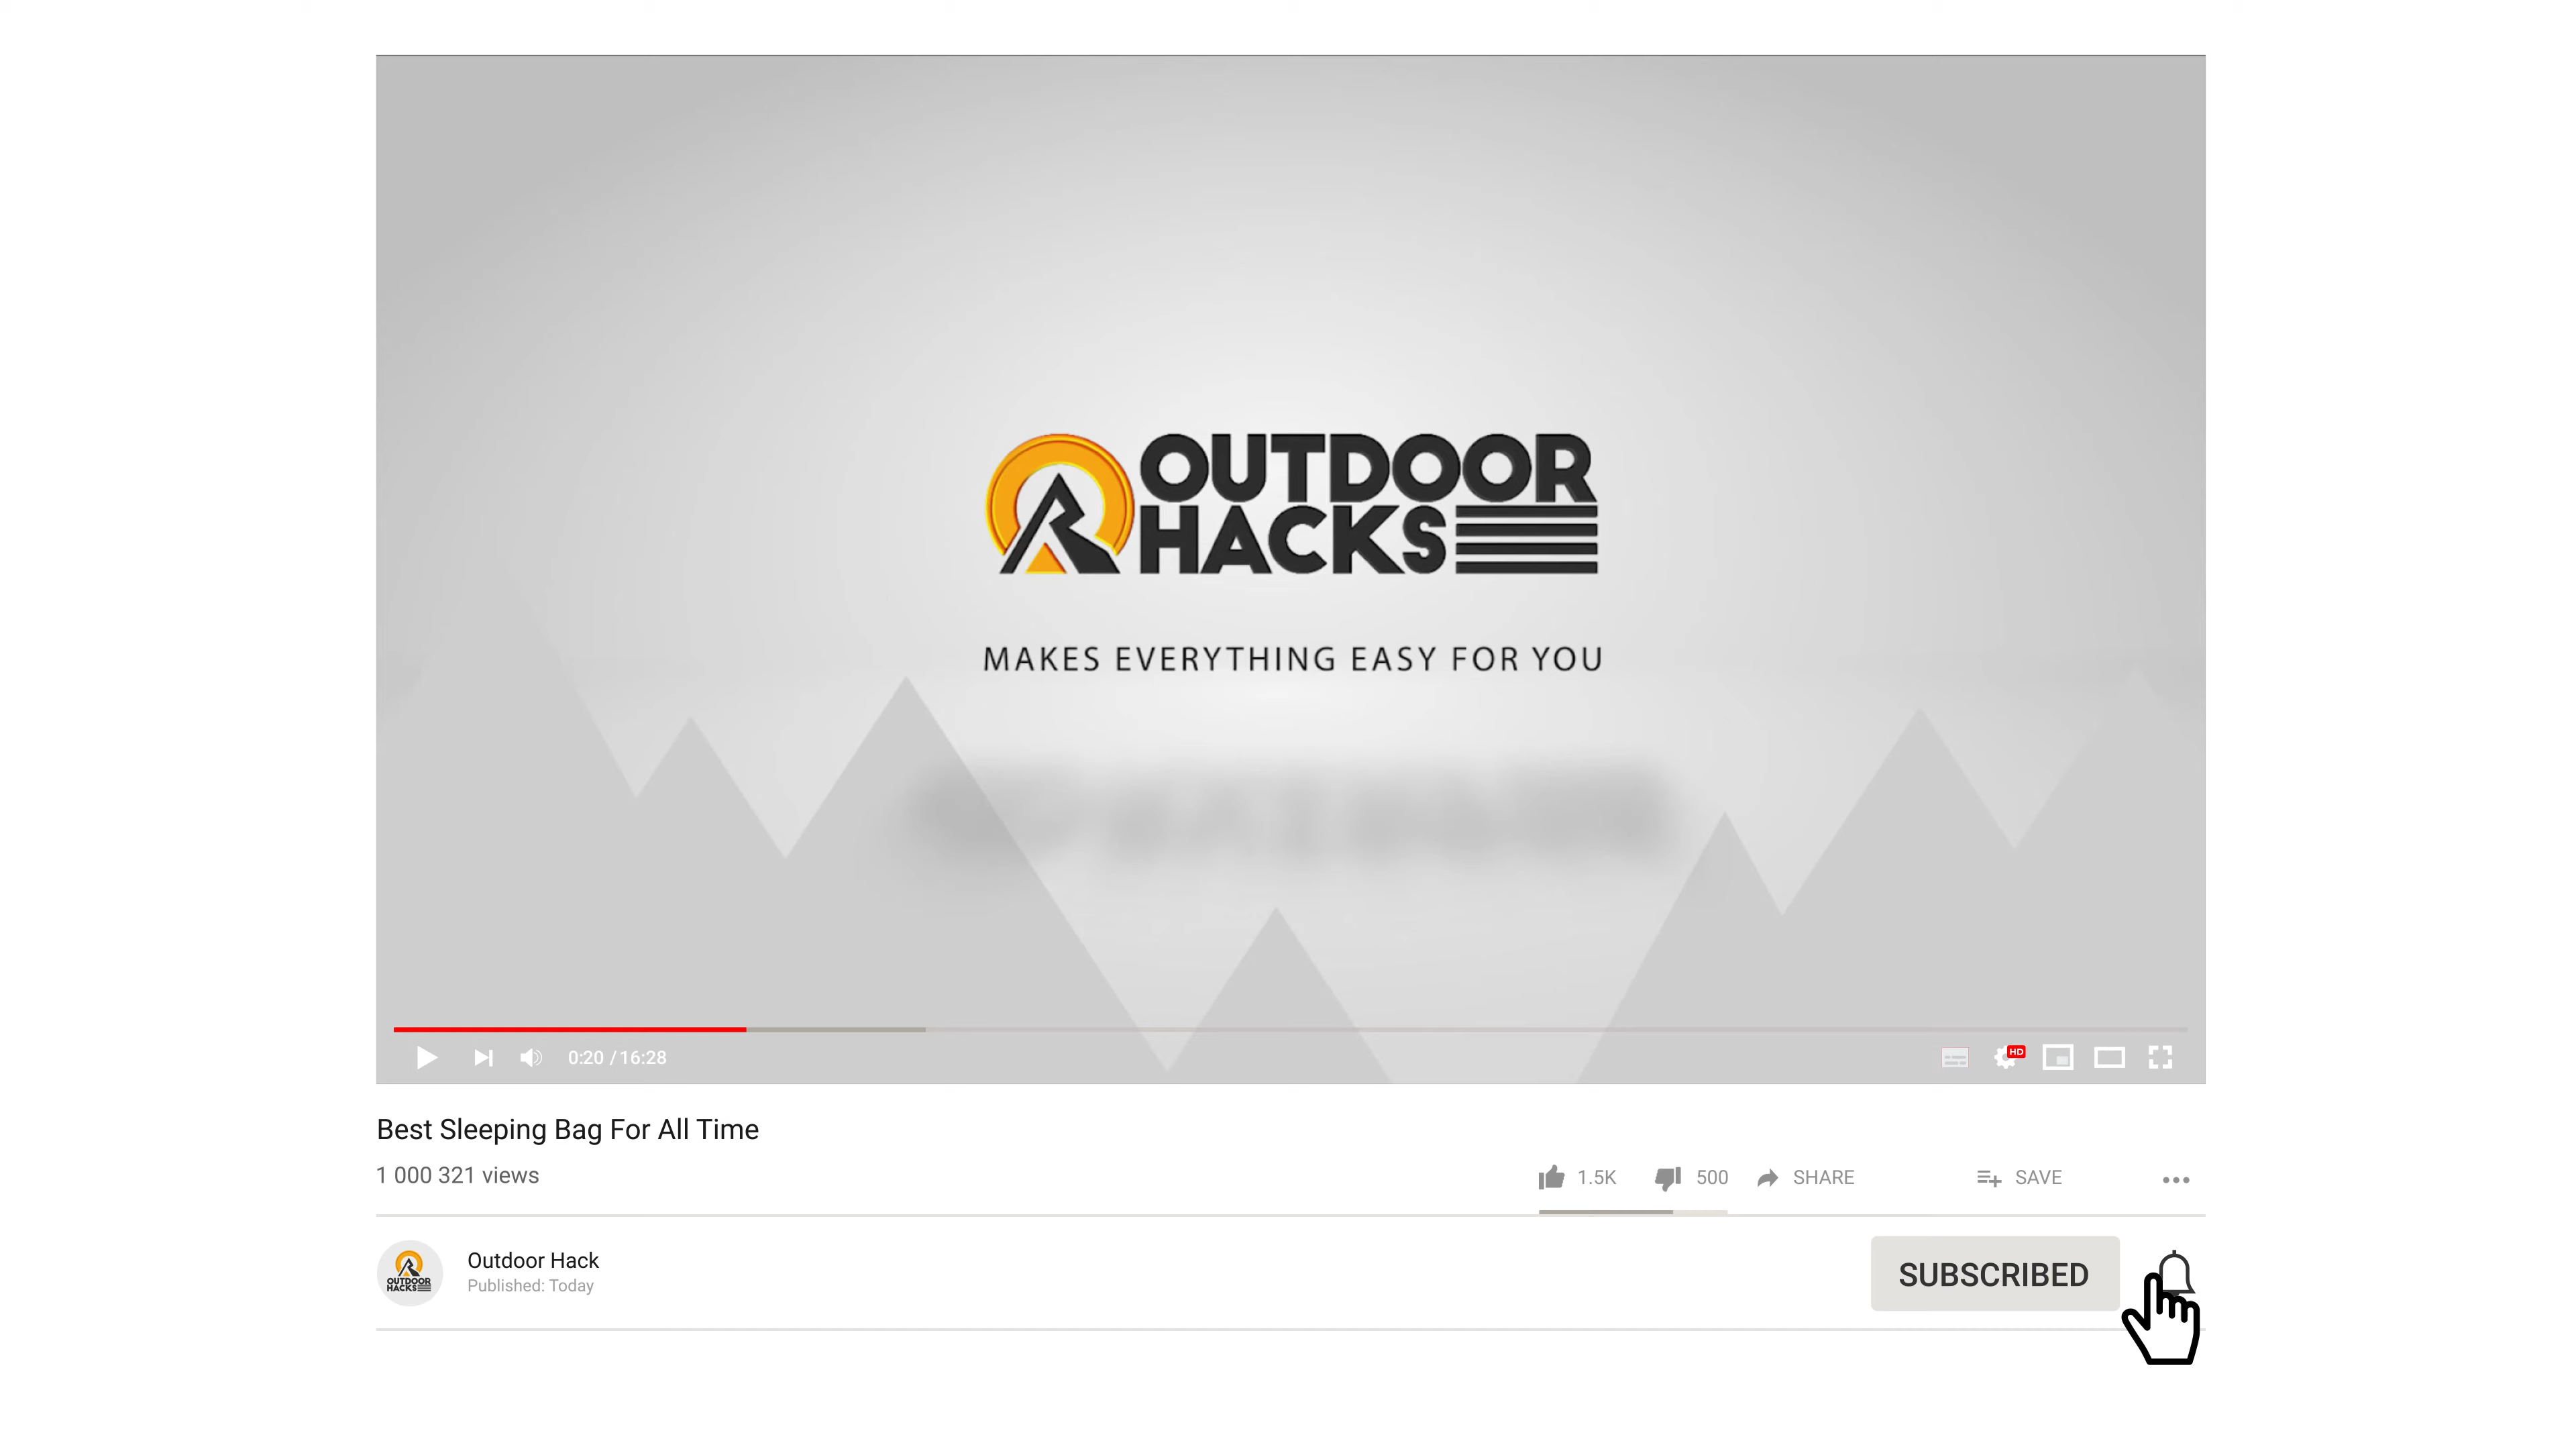 OUTDOOR
HACKS
MAKES EVERYTHING EASY FOR YOU
0:20 / 16:28
HD
Best Sleeping Bag For All Time
1 000 321 views
1.5K
500
SHARE
SAVE
OUTDOOR
HACKS
Outdoor Hack
Published: Today
SUBSCRIBED